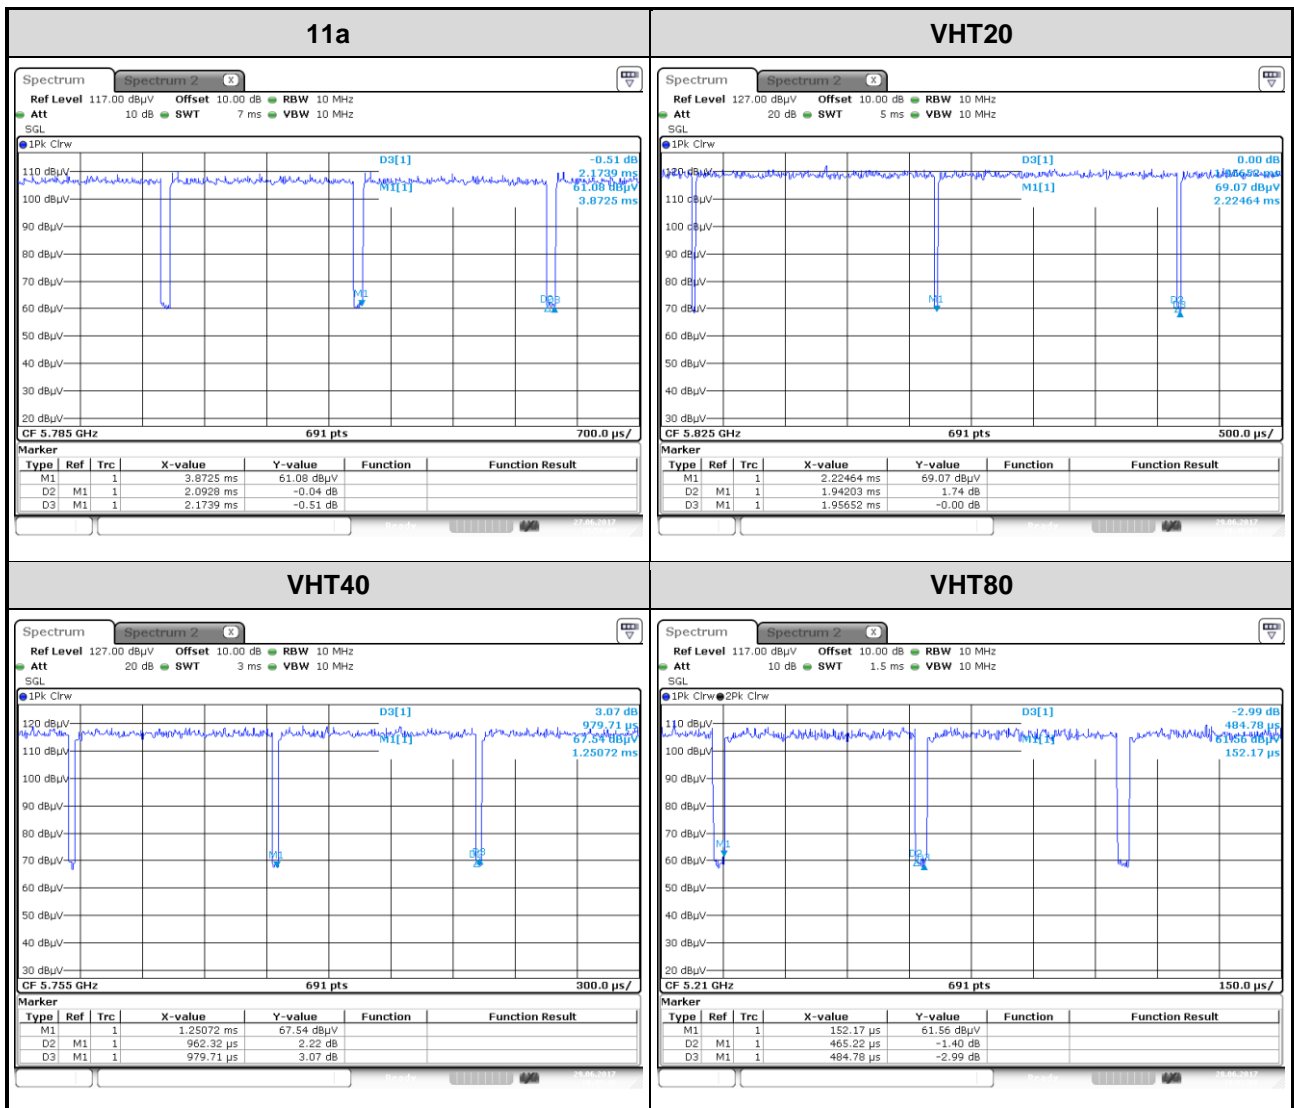 11a
VHT20
Spectrum Spectrum 2 X
Ref Level 117.00 dBµV Offset 10.00 dB RBW 10 MHz
Att 10 dB SWT 7 ms VBW 10 MHz
SGL
1Pk Clrw
D3[1] -0.51 dB
2.1739 ms
M1[1] 61.08 dBµV
3.8725 ms
110 dBµV
100 dBµV
90 dBµV
80 dBµV
70 dBµV
60 dBµV
50 dBµV
40 dBµV
30 dBµV
20 dBµV
M1
D2 D3
CF 5.785 GHz 691 pts 700.0 µs/
Marker
Type Ref Trc X-value Y-value Function Function Result
M1 1 3.8725 ms 61.08 dBµV
D2 M1 1 2.0928 ms -0.04 dB
D3 M1 1 2.1739 ms -0.51 dB
27.06.2017
Spectrum Spectrum 2 X
Ref Level 127.00 dBµV Offset 10.00 dB RBW 10 MHz
Att 20 dB SWT 5 ms VBW 10 MHz
SGL
1Pk Clrw
D3[1] 0.00 dB
1.95652 ms
M1[1] 69.07 dBµV
2.22464 ms
120 dBµV
110 dBµV
100 dBµV
90 dBµV
80 dBµV
70 dBµV
60 dBµV
50 dBµV
40 dBµV
30 dBµV
M1
D2
D3
CF 5.825 GHz 691 pts 500.0 µs/
Marker
Type Ref Trc X-value Y-value Function Function Result
M1 1 2.22464 ms 69.07 dBµV
D2 M1 1 1.94203 ms 1.74 dB
D3 M1 1 1.95652 ms -0.00 dB
VHT40
VHT80
Spectrum Spectrum 2 X
Ref Level 127.00 dBµV Offset 10.00 dB RBW 10 MHz
Att 20 dB SWT 3 ms VBW 10 MHz
SGL
1Pk Clrw
D3[1] 3.07 dB
979.71 µs
M1[1] 67.54 dBµV
1.25072 ms
120 dBµV
110 dBµV
100 dBµV
90 dBµV
80 dBµV
70 dBµV
60 dBµV
50 dBµV
40 dBµV
30 dBµV
M1
D3
CF 5.755 GHz 691 pts 300.0 µs/
Marker
Type Ref Trc X-value Y-value Function Function Result
M1 1 1.25072 ms 67.54 dBµV
D2 M1 1 962.32 µs 2.22 dB
D3 M1 1 979.71 µs 3.07 dB
Spectrum Spectrum 2 X
Ref Level 117.00 dBµV Offset 10.00 dB RBW 10 MHz
Att 10 dB SWT 1.5 ms VBW 10 MHz
SGL
1Pk Clrw 2Pk Clrw
D3[1] -2.99 dB
484.78 µs
M1[1] 61.56 dBµV
152.17 µs
110 dBµV
100 dBµV
90 dBµV
80 dBµV
70 dBµV
60 dBµV
50 dBµV
40 dBµV
30 dBµV
20 dBµV
M1
D2
D3
CF 5.21 GHz 691 pts 150.0 µs/
Marker
Type Ref Trc X-value Y-value Function Function Result
M1 1 152.17 µs 61.56 dBµV
D2 M1 1 465.22 µs -1.40 dB
D3 M1 1 484.78 µs -2.99 dB